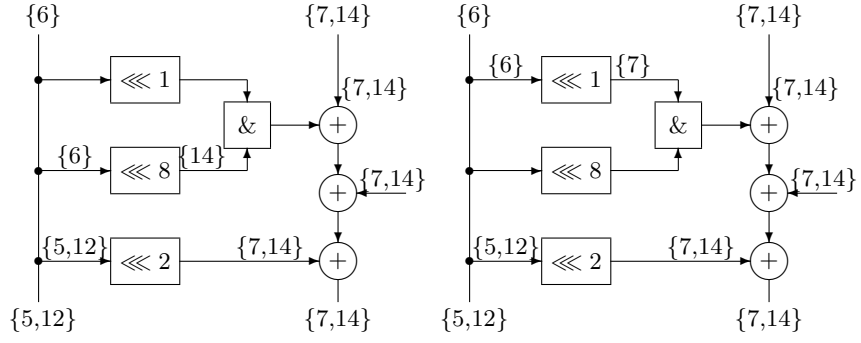 {6} {7,14} {6} {7,14}
⋘ 1 {7,14} {6} ⋘ 1 {7} {7,14}
& + & +
{6} ⋘ 8 {14} {7,14} ⋘ 8 {7,14}
+ +
{5,12} ⋘ 2 {7,14} + {5,12} ⋘ 2 {7,14} +
{5,12} {7,14} {5,12} {7,14}